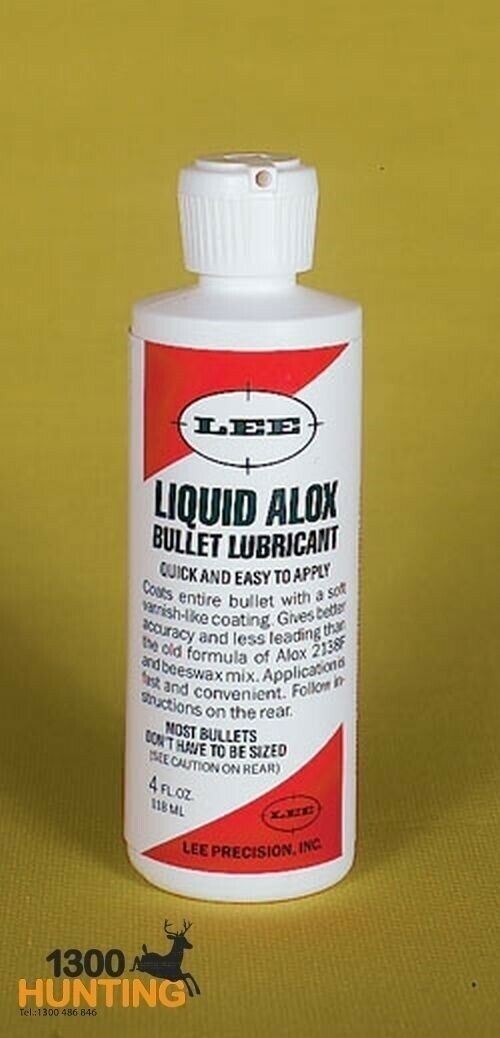 LEE
LIQUID ALOX
BULLET LUBRICANT
QUICK AND EASY TO APPLY
Coats entire bullet with a soft
varnish-like coating. Gives better
accuracy and less leading than
the old formula of Alox 2138F
and beeswax mix. Application is
fast and convenient. Follow in-
structions on the rear.
MOST BULLETS
DON'T HAVE TO BE SIZED
(SEE CAUTION ON REAR)
4 FL.OZ.
118 ML
LEE
LEE PRECISION, INC.
1300
HUNTING
Tel.:1300 486 846